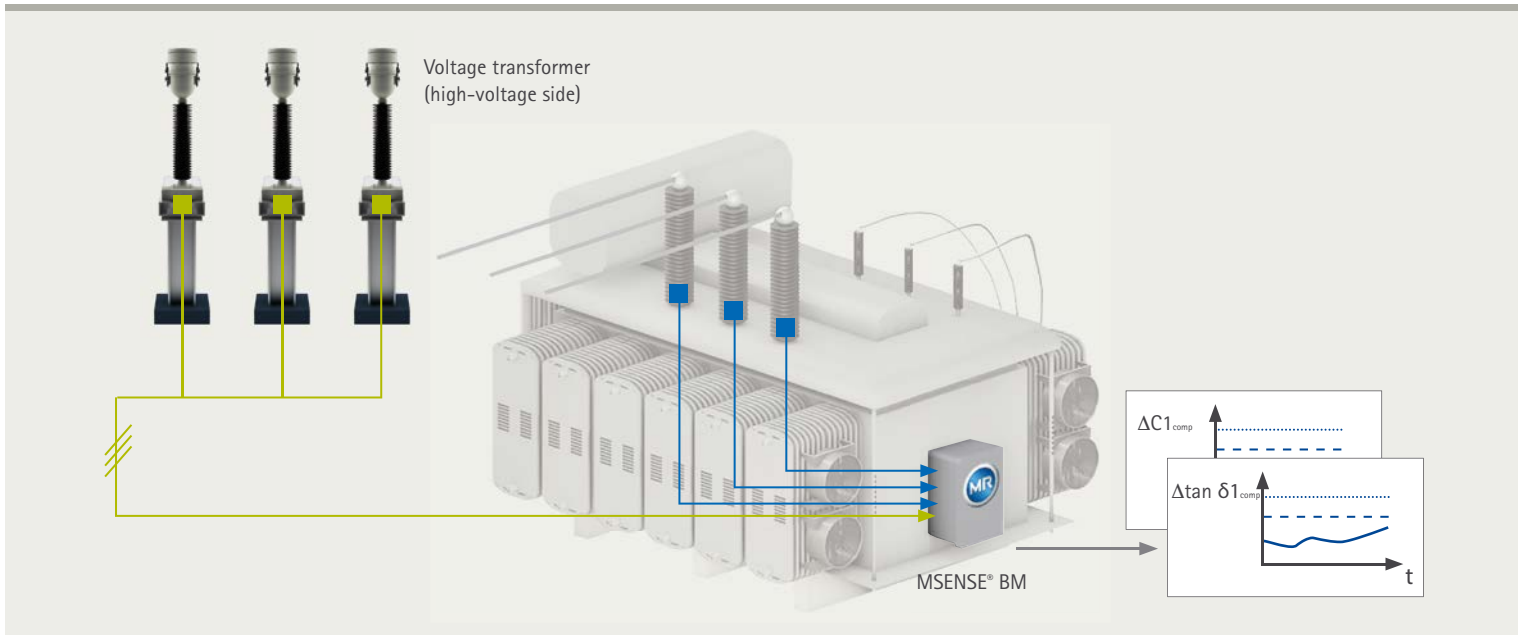 Voltage transformer
(high-voltage side)
MR
MSENSE® BM
ΔC1comp
Δtan δ1comp
t